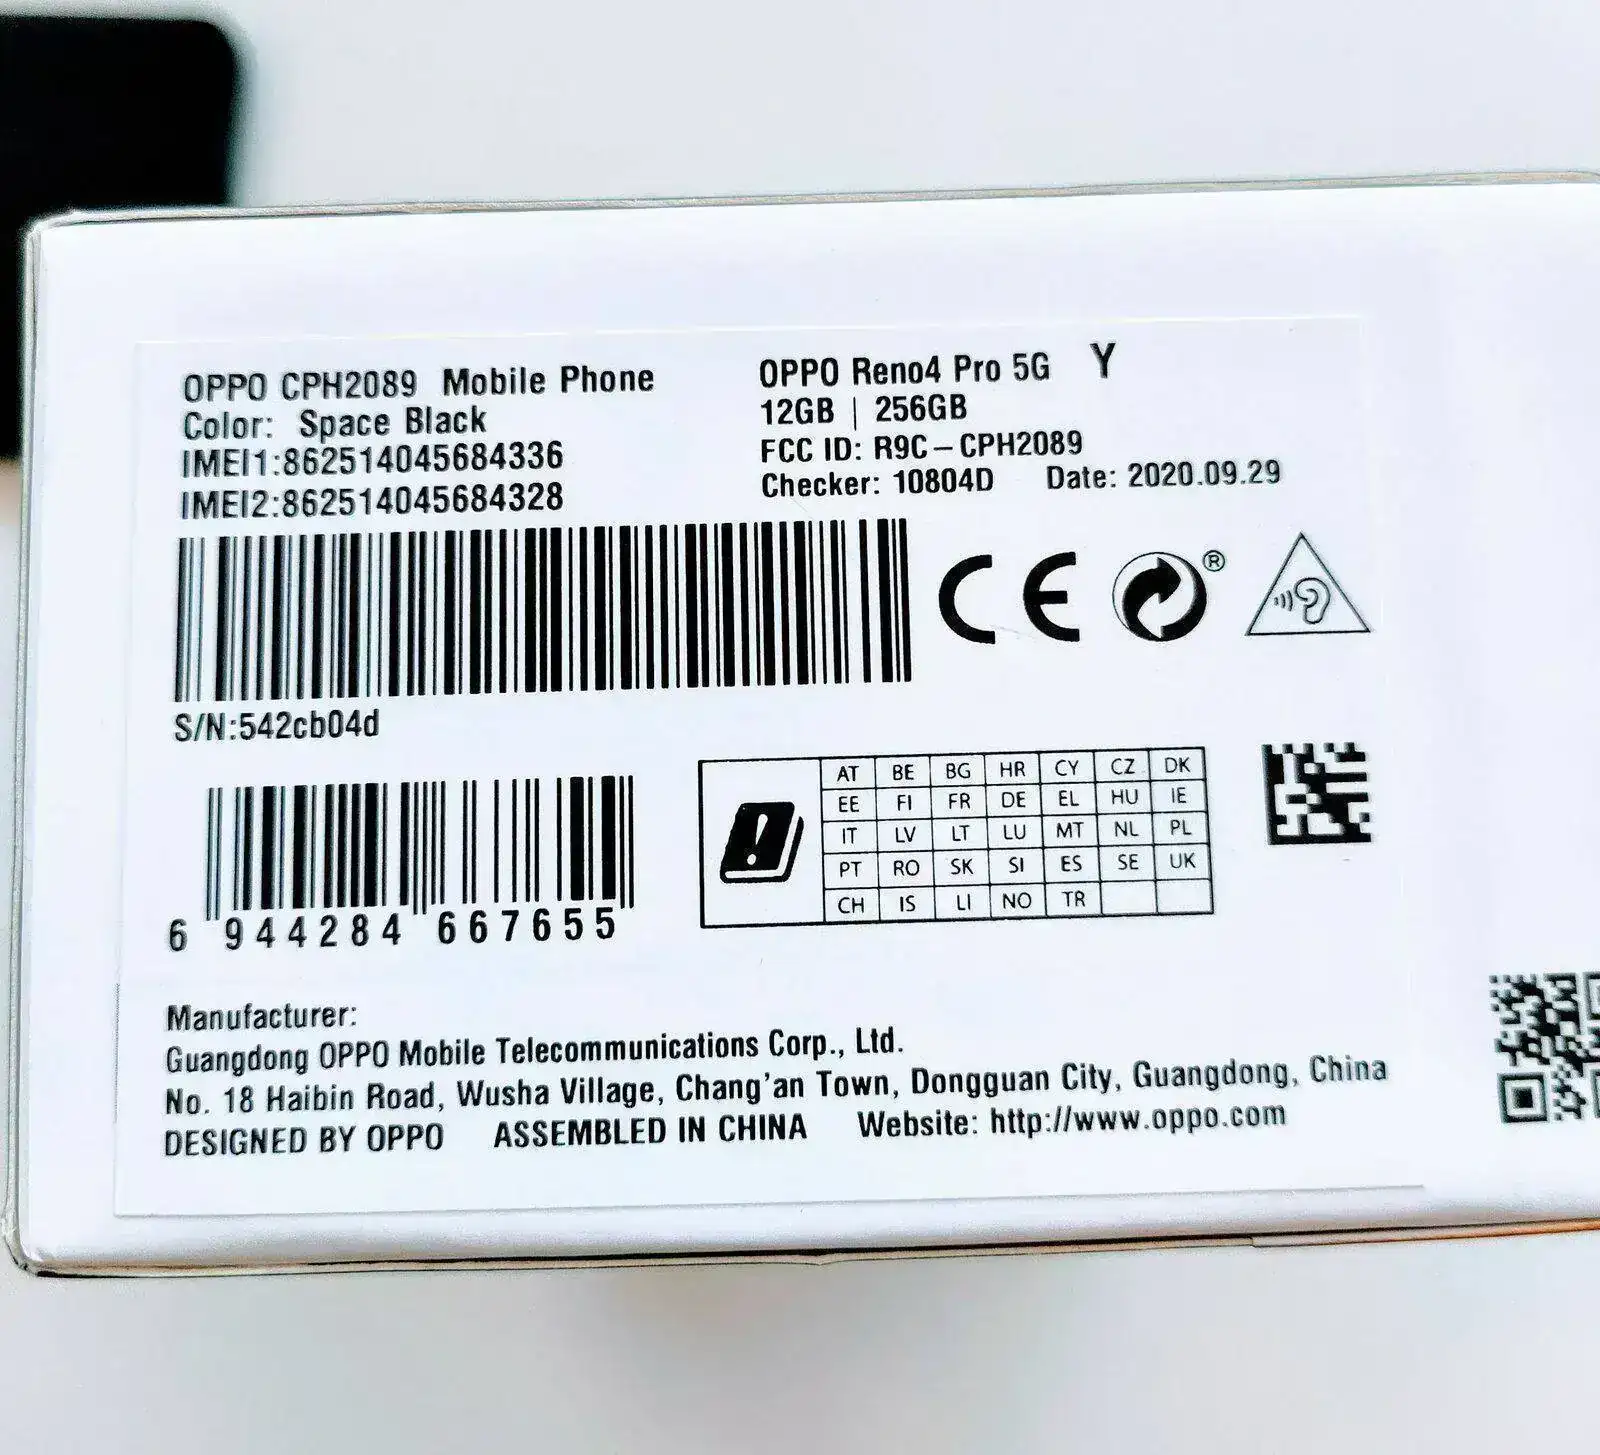 OPPO CPH2089 Mobile Phone
Color: Space Black
IMEI1:862514045684336
IMEI2:862514045684328
OPPO Reno4 Pro 5G Y
12GB | 256GB
FCC ID: R9C-CPH2089
Checker: 10804D Date: 2020.09.29
CE ®
S/N:542cb04d
6 944284 667655
AT BE BG HR CY CZ DK
EE FI FR DE EL HU IE
IT LV LT LU MT NL PL
PT RO SK SI ES SE UK
CH IS LI NO TR
Manufacturer:
Guangdong OPPO Mobile Telecommunications Corp., Ltd.
No. 18 Haibin Road, Wusha Village, Chang'an Town, Dongguan City, Guangdong, China
DESIGNED BY OPPO ASSEMBLED IN CHINA Website: http://www.oppo.com